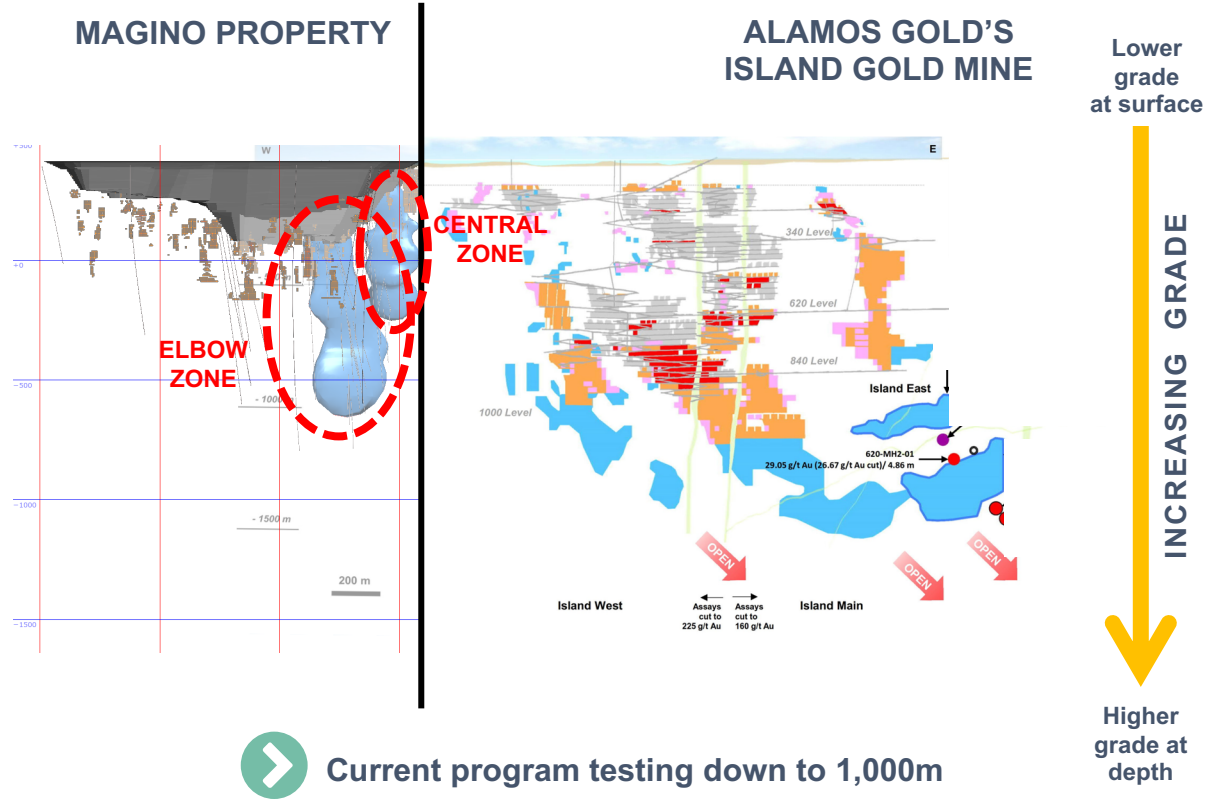 MAGINO PROPERTY
ALAMOS GOLD'S
ISLAND GOLD MINE
Lower
grade
at surface
W
E
CENTRAL
ZONE
ELBOW
ZONE
+0
−500
−1000
−1500
- 1000
- 1500 m
200 m
340 Level
620 Level
840 Level
1000 Level
Island East
620-MH2-01
29.05 g/t Au (26.67 g/t Au cut)/ 4.86 m
OPEN
OPEN
OPEN
Island West
Assays
cut to
225 g/t Au
Assays
cut to
160 g/t Au
Island Main
INCREASING GRADE
Higher
grade at
depth
Current program testing down to 1,000m